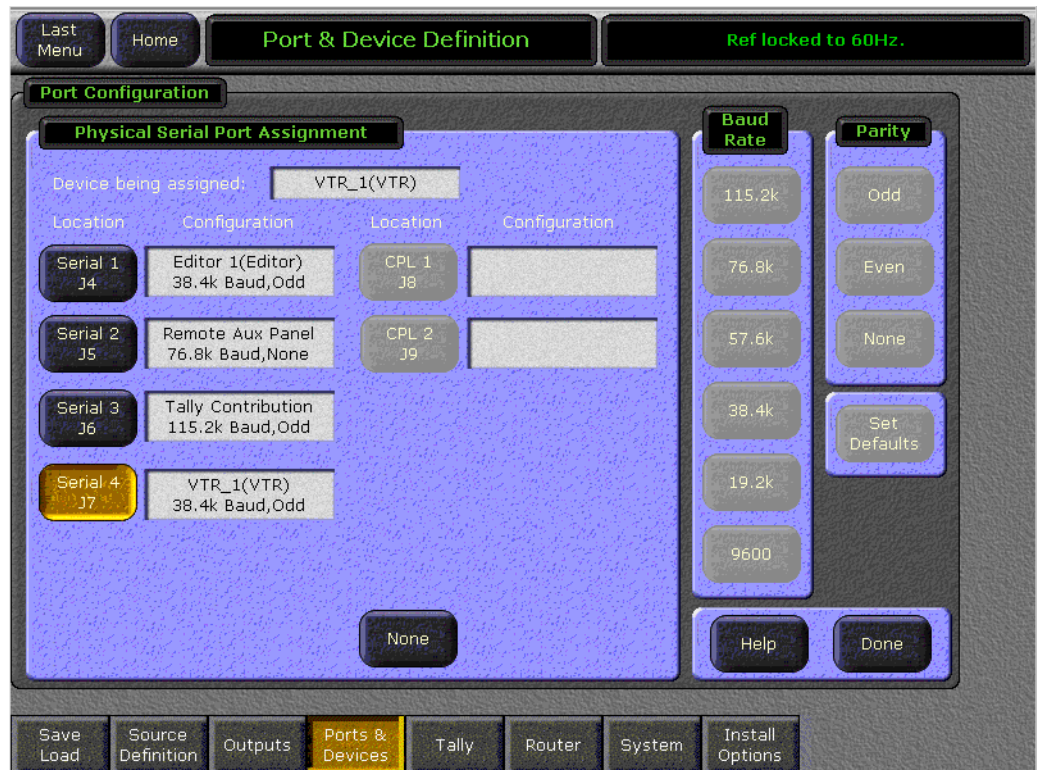 Last
Menu
Home
Port & Device Definition
Ref locked to 60Hz.
Port Configuration
Physical Serial Port Assignment
Device being assigned:
VTR_1(VTR)
Location
Configuration
Location
Configuration
Serial 1
J4
Editor 1(Editor)
38.4k Baud,Odd
CPL 1
J8
Serial 2
J5
Remote Aux Panel
76.8k Baud,None
CPL 2
J9
Serial 3
J6
Tally Contribution
115.2k Baud,Odd
Serial 4
J7
VTR_1(VTR)
38.4k Baud,Odd
None
Baud
Rate
115.2k
76.8k
57.6k
38.4k
19.2k
9600
Parity
Odd
Even
None
Set
Defaults
Help
Done
Save
Load
Source
Definition
Outputs
Ports &
Devices
Tally
Router
System
Install
Options